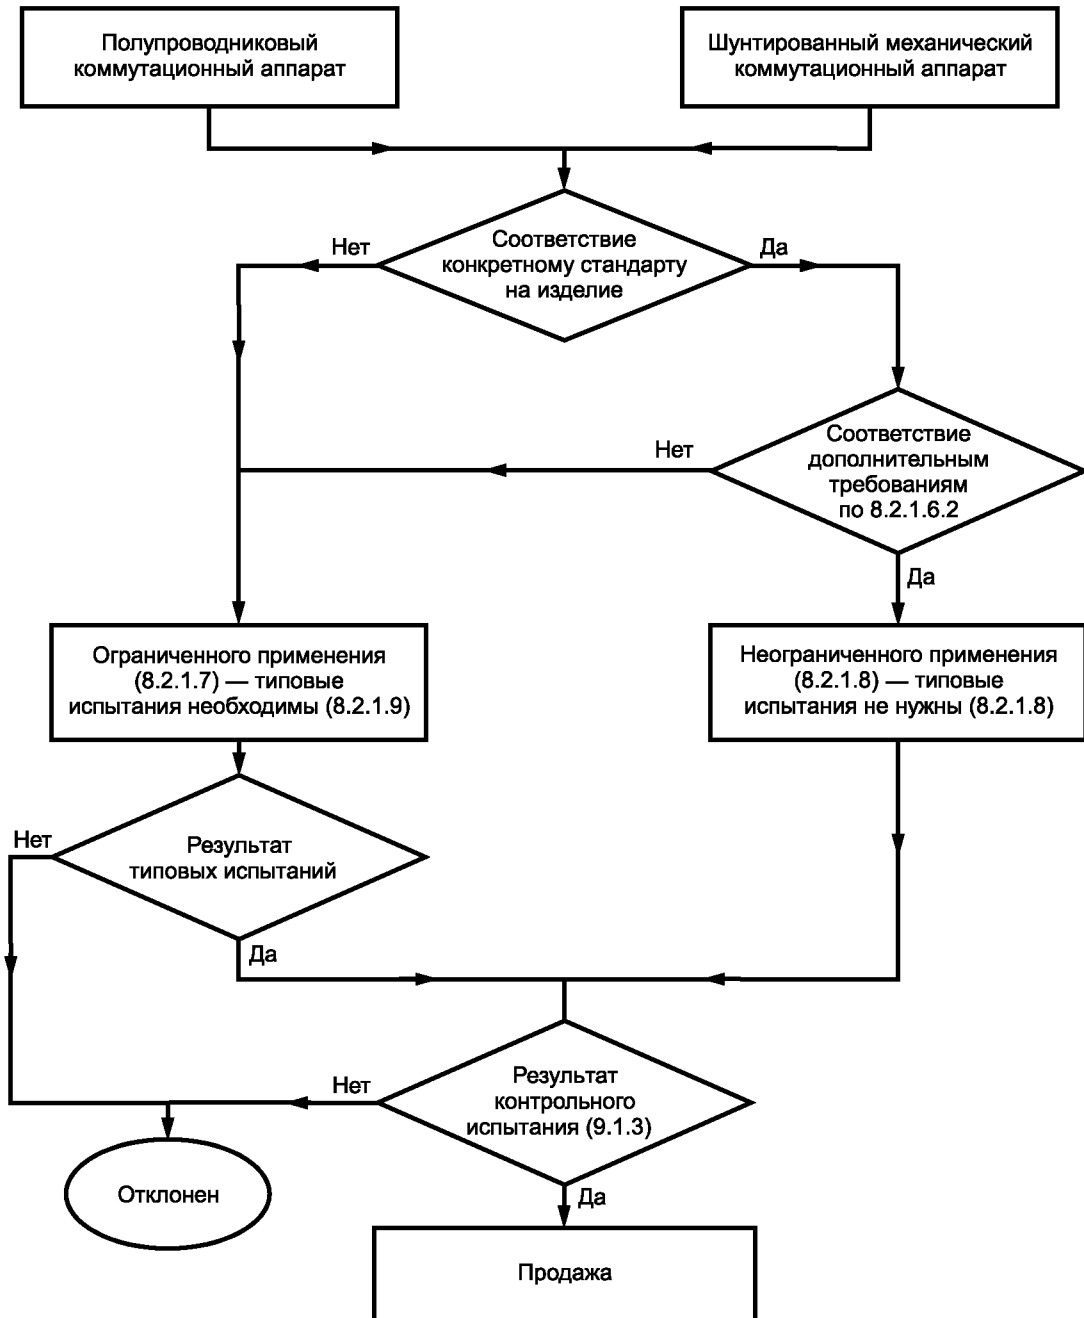 Полупроводниковый
коммутационный аппарат
Шунтированный механический
коммутационный аппарат
Нет
Соответствие
конкретному стандарту
на изделие
Да
Нет
Соответствие
дополнительным
требованиям
по 8.2.1.6.2
Да
Ограниченного применения
(8.2.1.7) — типовые
испытания необходимы (8.2.1.9)
Неограниченного применения
(8.2.1.8) — типовые
испытания не нужны (8.2.1.8)
Нет
Результат
типовых испытаний
Да
Нет
Результат
контрольного
испытания (9.1.3)
Отклонен
Да
Продажа